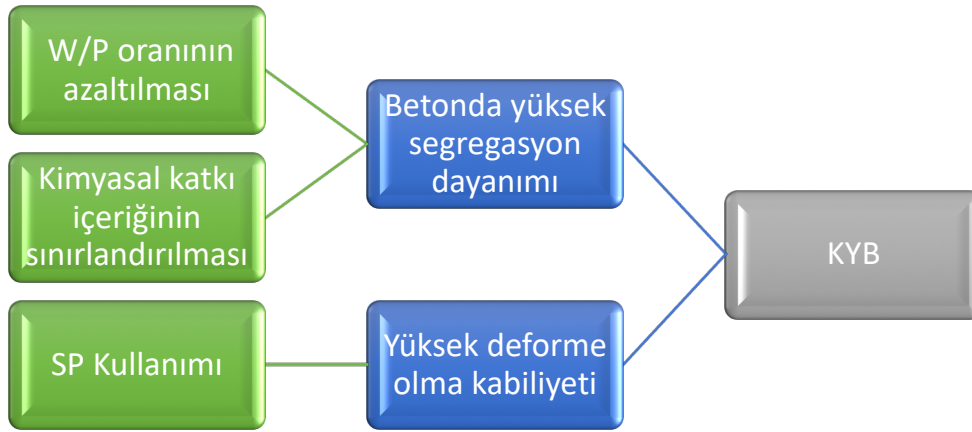 W/P oranının
azaltılması
Kimyasal katkı
içeriğinin
sınırlandırılması
SP Kullanımı
Betonda yüksek
segregasyon
dayanımı
Yüksek deforme
olma kabiliyeti
KYB